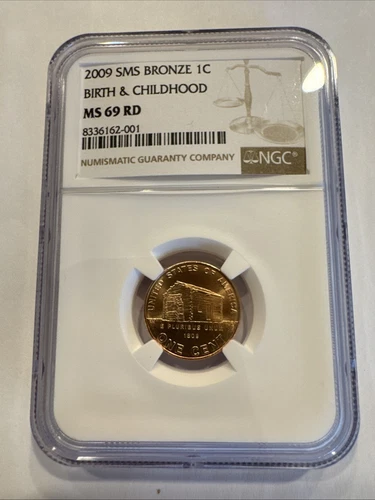 2009 SMS BRONZE 1C
BIRTH & CHILDHOOD
MS 69 RD
8336162-001
NUMISMATIC GUARANTY COMPANY
NGC®
UNITED STATES OF AMERICA
E PLURIBUS UNUM
1809
ONE CENT